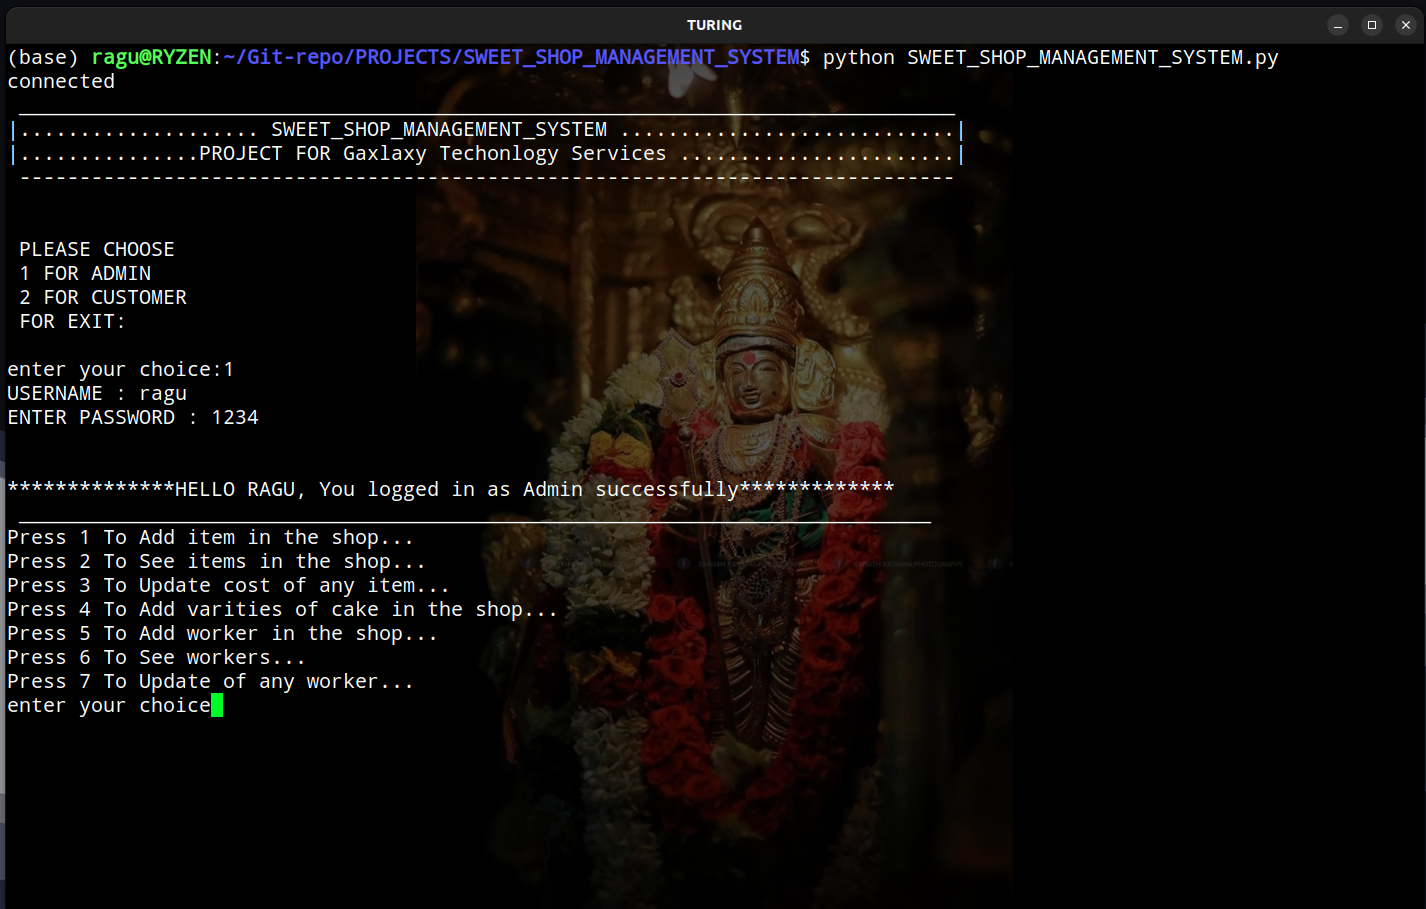 TURING
(base) ragu@RYZEN:~/Git-repo/PROJECTS/SWEET_SHOP_MANAGEMENT_SYSTEM$ python SWEET_SHOP_MANAGEMENT_SYSTEM.py
connected
______________________________________________________________________________
|.................... SWEET_SHOP_MANAGEMENT_SYSTEM ............................|
|...............PROJECT FOR Gaxlaxy Techonlogy Services .......................|
------------------------------------------------------------------------------
PLEASE CHOOSE
1 FOR ADMIN
2 FOR CUSTOMER
FOR EXIT:
enter your choice:1
USERNAME : ragu
ENTER PASSWORD : 1234
**************HELLO RAGU, You logged in as Admin successfully*************
____________________________________________________________________________
Press 1 To Add item in the shop...
Press 2 To See items in the shop...
Press 3 To Update cost of any item...
Press 4 To Add varities of cake in the shop...
Press 5 To Add worker in the shop...
Press 6 To See workers...
Press 7 To Update of any worker...
enter your choice